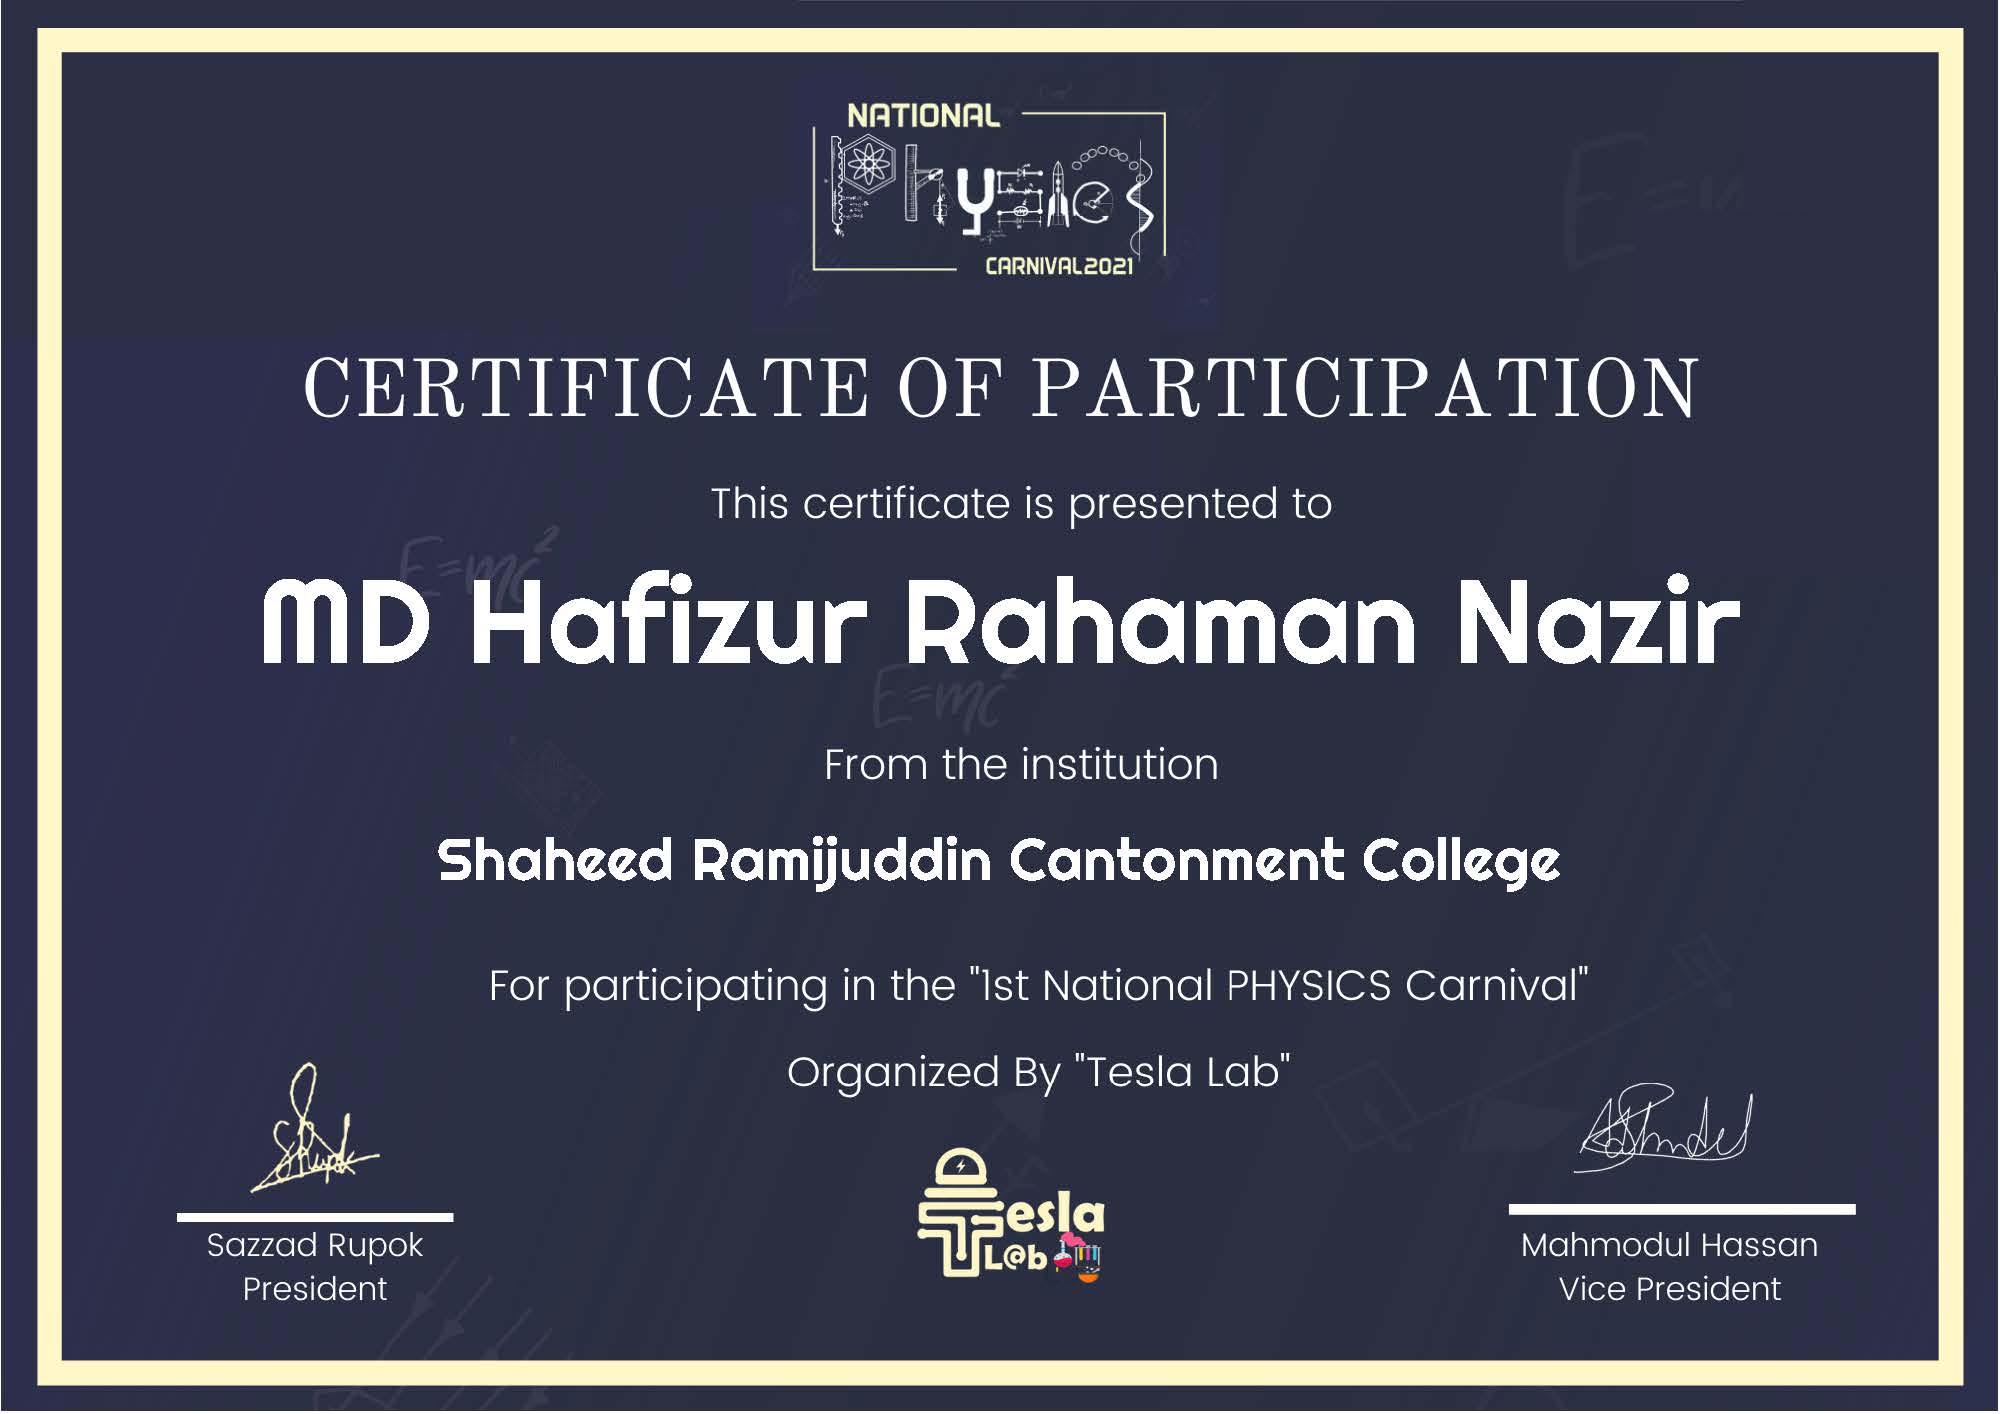 NATIONAL
Physics
CARNIVAL2021
CERTIFICATE OF PARTICIPATION
This certificate is presented to
E=mc²
MD Hafizur Rahaman Nazir
E=mc²
From the institution
Shaheed Ramijuddin Cantonment College
For participating in the "1st National PHYSICS Carnival"
Organized By "Tesla Lab"
Tesla
L@b
Sazzad Rupok
President
Mahmodul Hassan
Vice President